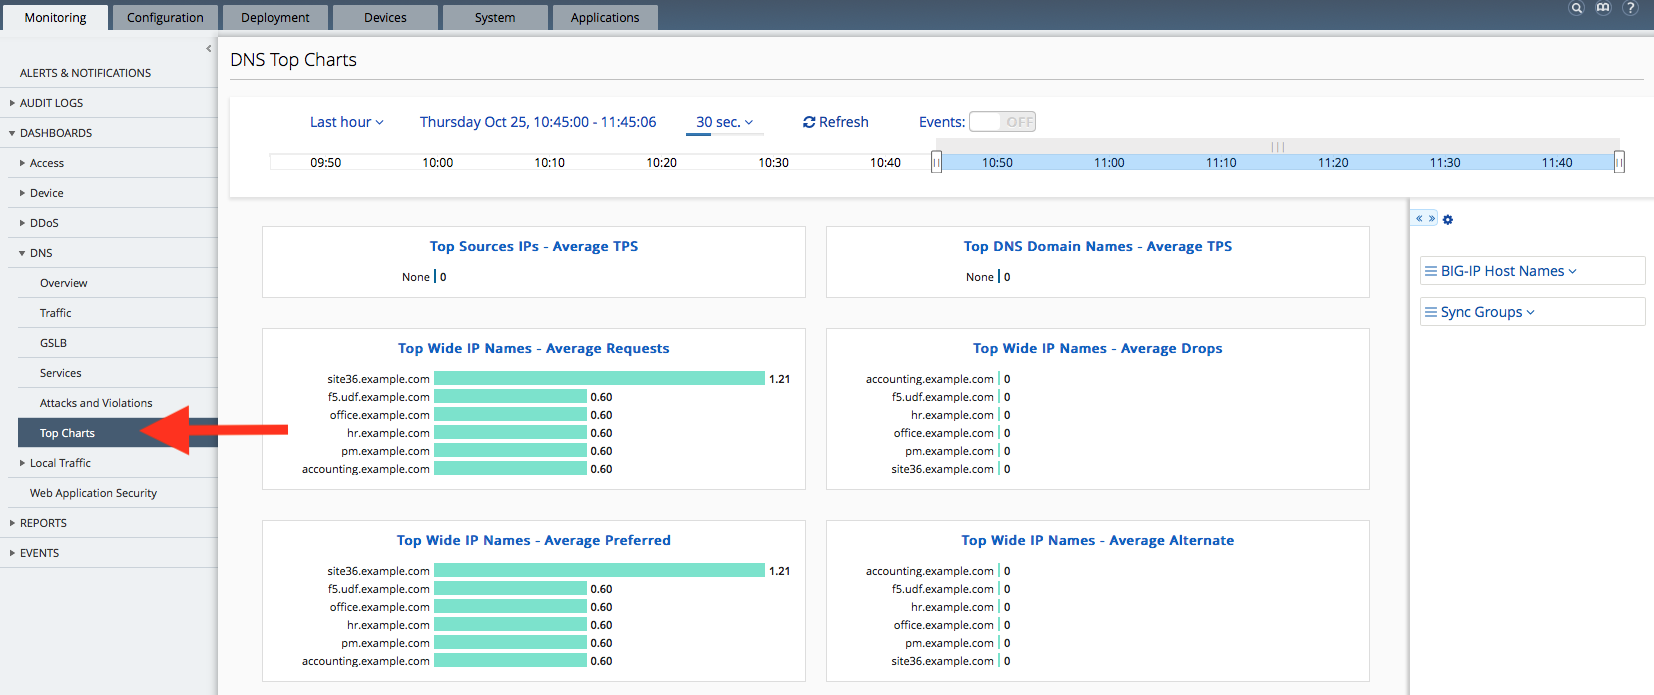 Monitoring Configuration Deployment Devices System Applications
ALERTS & NOTIFICATIONS
AUDIT LOGS
DASHBOARDS
Access
Device
DDoS
DNS
Overview
Traffic
GSLB
Services
Attacks and Violations
Top Charts
Local Traffic
Web Application Security
REPORTS
EVENTS
DNS Top Charts
Last hour Thursday Oct 25, 10:45:00 - 11:45:06 30 sec. Refresh Events: OFF
09:50 10:00 10:10 10:20 10:30 10:40 10:50 11:00 11:10 11:20 11:30 11:40
Top Sources IPs - Average TPS
None 0
Top DNS Domain Names - Average TPS
None 0
Top Wide IP Names - Average Requests
site36.example.com 1.21
f5.udf.example.com 0.60
office.example.com 0.60
hr.example.com 0.60
pm.example.com 0.60
accounting.example.com 0.60
Top Wide IP Names - Average Drops
accounting.example.com 0
f5.udf.example.com 0
hr.example.com 0
office.example.com 0
pm.example.com 0
site36.example.com 0
Top Wide IP Names - Average Preferred
site36.example.com 1.21
f5.udf.example.com 0.60
office.example.com 0.60
hr.example.com 0.60
pm.example.com 0.60
accounting.example.com 0.60
Top Wide IP Names - Average Alternate
accounting.example.com 0
f5.udf.example.com 0
hr.example.com 0
office.example.com 0
pm.example.com 0
site36.example.com 0
BIG-IP Host Names
Sync Groups